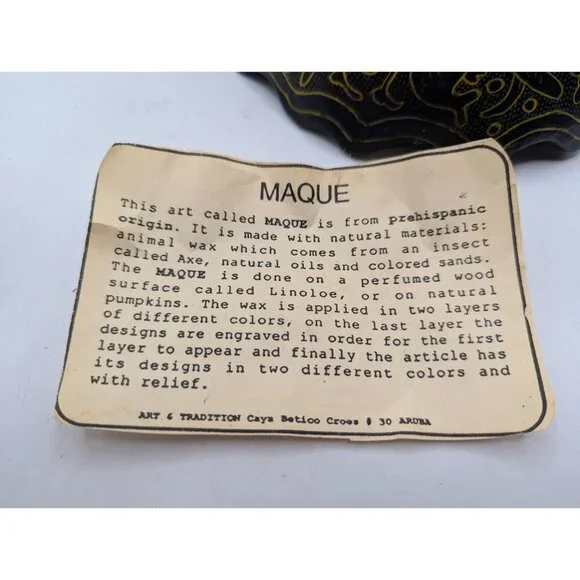 MAQUE
This art called MAQUE is from prehispanic
origin. It is made with natural materials:
animal wax which comes from an insect
called Axe, natural oils and colored sands.
The MAQUE is done on a perfumed wood
surface called Linoloe, or on natural
pumpkins. The wax is applied in two layers
of different colors, on the last layer the
designs are engraved in order for the first
layer to appear and finally the article has
its designs in two different colors and
with relief.
ART & TRADITION Caya Betico Croes # 30 ARUBA